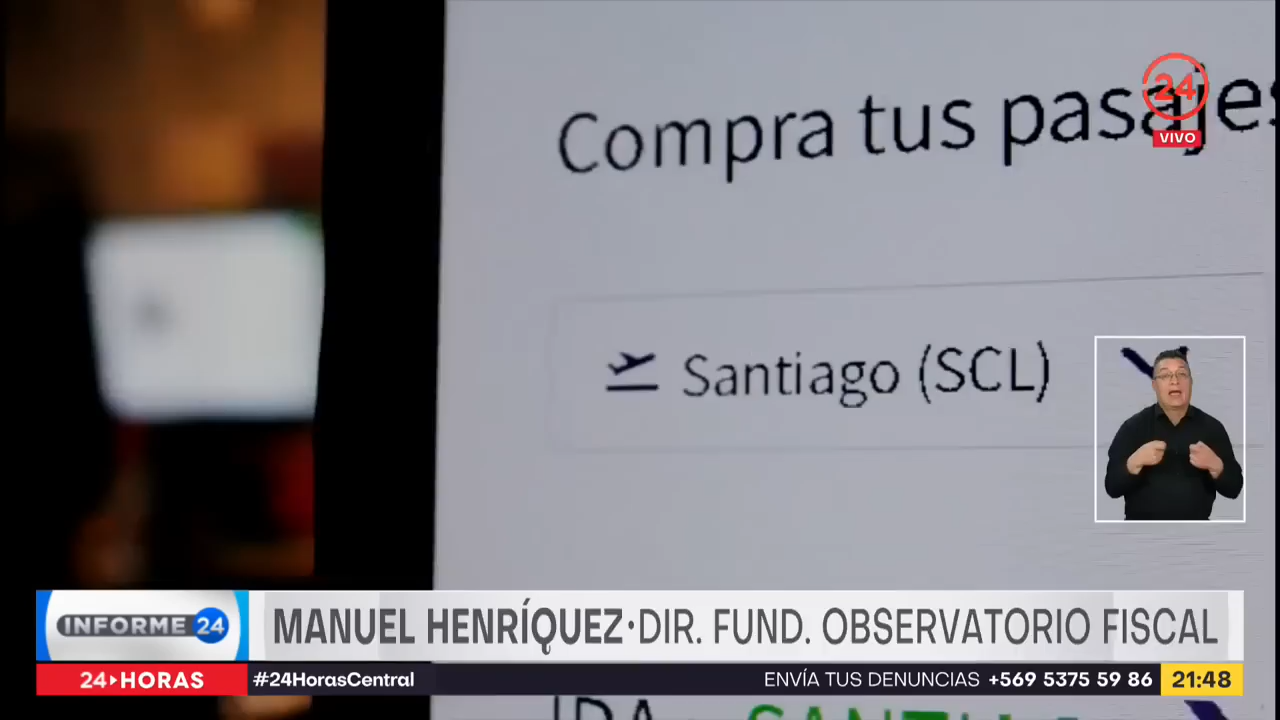 Compra tus pasajes
24
VIVO
Santiago (SCL)
INFORME 24
MANUEL HENRÍQUEZ·DIR. FUND. OBSERVATORIO FISCAL
24 HORAS
#24HorasCentral
ENVÍA TUS DENUNCIAS +569 5375 59 86
21:48
IDA